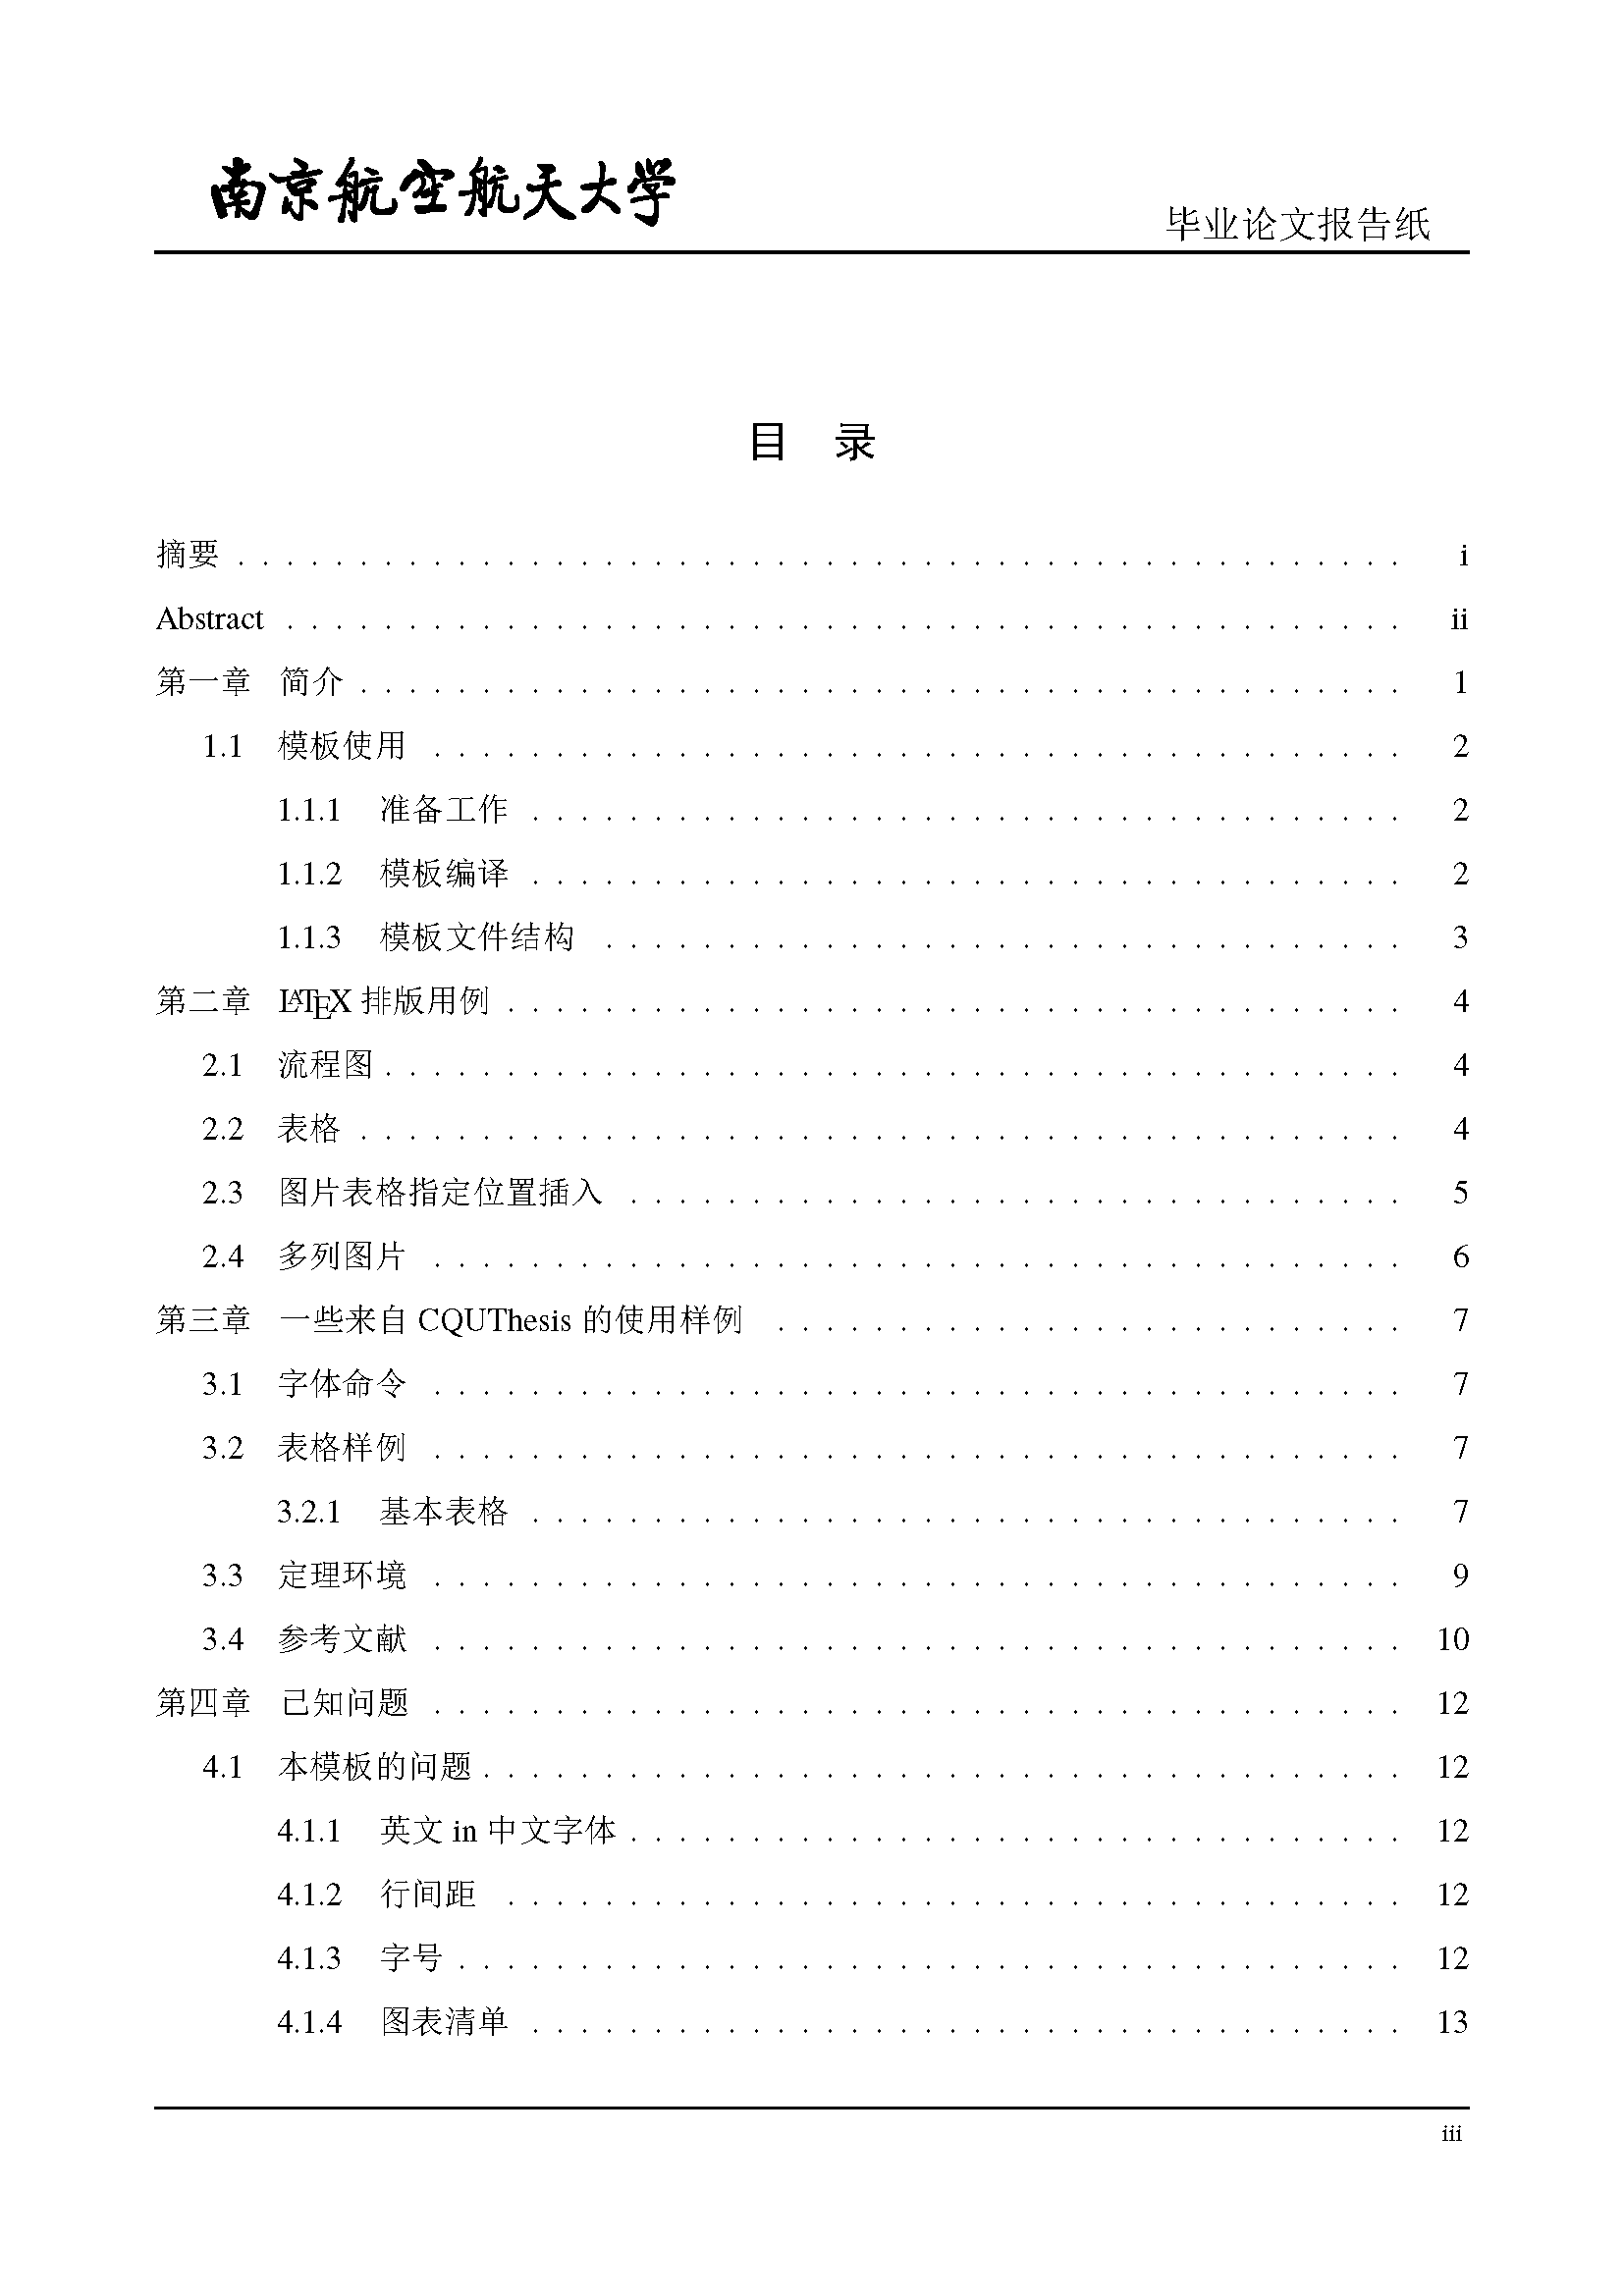 南京航空航天大学
毕业论文报告纸
目 录
摘要 . . . . . . . . . . . . . . . . . . . . . . . . . . . . . . . . . . . . . . . . . . . . . . . . i
Abstract . . . . . . . . . . . . . . . . . . . . . . . . . . . . . . . . . . . . . . . . . . . . . . ii
第一章 简介 . . . . . . . . . . . . . . . . . . . . . . . . . . . . . . . . . . . . . . . . . . . 1
1.1 模板使用 . . . . . . . . . . . . . . . . . . . . . . . . . . . . . . . . . . . . . . . . 2
1.1.1 准备工作 . . . . . . . . . . . . . . . . . . . . . . . . . . . . . . . . . . . . 2
1.1.2 模板编译 . . . . . . . . . . . . . . . . . . . . . . . . . . . . . . . . . . . . 2
1.1.3 模板文件结构 . . . . . . . . . . . . . . . . . . . . . . . . . . . . . . . . . 3
第二章 LATEX 排版用例 . . . . . . . . . . . . . . . . . . . . . . . . . . . . . . . . . . . . . 4
2.1 流程图 . . . . . . . . . . . . . . . . . . . . . . . . . . . . . . . . . . . . . . . . . . 4
2.2 表格 . . . . . . . . . . . . . . . . . . . . . . . . . . . . . . . . . . . . . . . . . . . 4
2.3 图片表格指定位置插入 . . . . . . . . . . . . . . . . . . . . . . . . . . . . . . . . 5
2.4 多列图片 . . . . . . . . . . . . . . . . . . . . . . . . . . . . . . . . . . . . . . . . 6
第三章 一些来自 CQUThesis 的使用样例 . . . . . . . . . . . . . . . . . . . . . . . . . . 7
3.1 字体命令 . . . . . . . . . . . . . . . . . . . . . . . . . . . . . . . . . . . . . . . . 7
3.2 表格样例 . . . . . . . . . . . . . . . . . . . . . . . . . . . . . . . . . . . . . . . . 7
3.2.1 基本表格 . . . . . . . . . . . . . . . . . . . . . . . . . . . . . . . . . . . . 7
3.3 定理环境 . . . . . . . . . . . . . . . . . . . . . . . . . . . . . . . . . . . . . . . . 9
3.4 参考文献 . . . . . . . . . . . . . . . . . . . . . . . . . . . . . . . . . . . . . . . . 10
第四章 已知问题 . . . . . . . . . . . . . . . . . . . . . . . . . . . . . . . . . . . . . . . . 12
4.1 本模板的问题 . . . . . . . . . . . . . . . . . . . . . . . . . . . . . . . . . . . . . . 12
4.1.1 英文 in 中文字体 . . . . . . . . . . . . . . . . . . . . . . . . . . . . . . . . 12
4.1.2 行间距 . . . . . . . . . . . . . . . . . . . . . . . . . . . . . . . . . . . . . 12
4.1.3 字号 . . . . . . . . . . . . . . . . . . . . . . . . . . . . . . . . . . . . . . . 12
4.1.4 图表清单 . . . . . . . . . . . . . . . . . . . . . . . . . . . . . . . . . . . . 13
iii